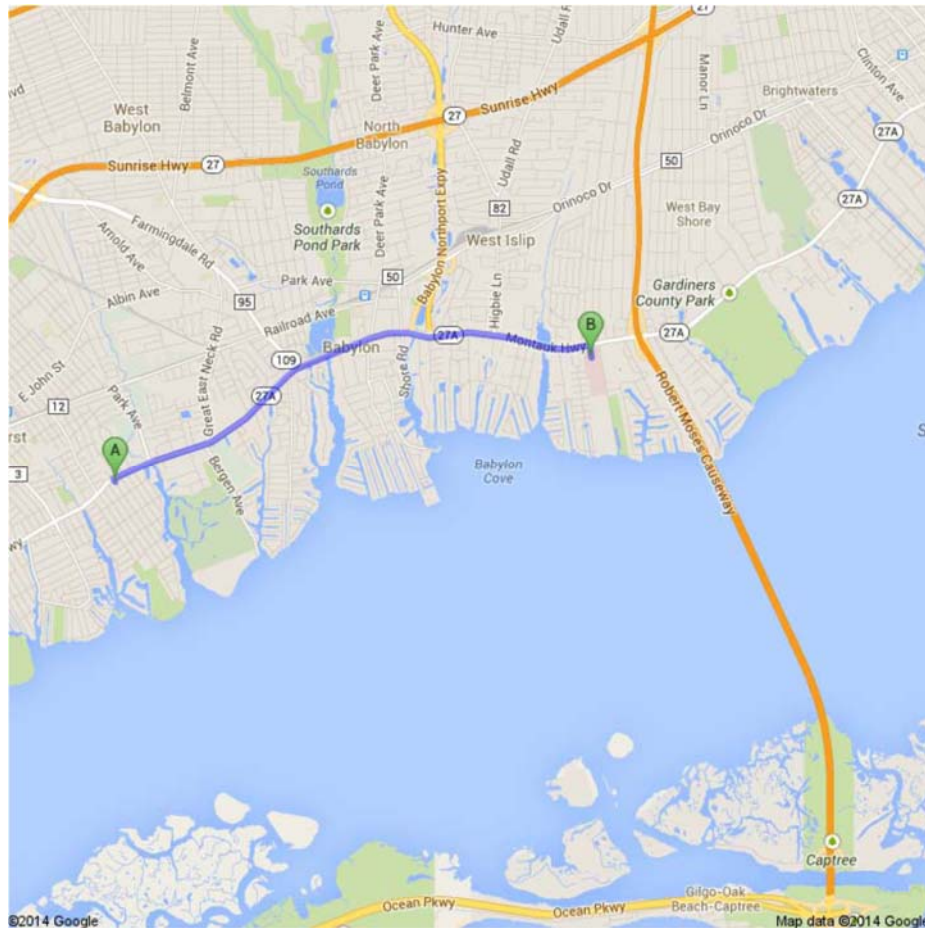 27
Hunter Ave
Udall Rd
Deer Park Ave
Belmont Ave
Manor Ln
Clinton Ave
Brightwaters
West
Babylon
27
Sunrise Hwy
North
Babylon
Orinoco Dr
27A
Sunrise Hwy
27
Southards
Pond
Udall Rd
50
Deer Park Ave
82
Orinoco Dr
West Bay
Shore
27A
Southards
Pond Park
Farmingdale Rd
Arnold Ave
West Islip
Babylon Northport Expy
Park Ave
50
Gardiners
County Park
Albin Ave
95
Railroad Ave
Higbie Ln
B
27A
27A
Montauk Hwy
Babylon
109
Shore Rd
E John St
Great East Neck Rd
27A
12
Park Ave
Robert Moses Causeway
rst
A
3
Bergen Ave
Babylon
Cove
S
wy
Captree
Gilgo-Oak
Beach-Captree
Ocean Pkwy
Ocean Pkwy
©2014 Google
Map data ©2014 Google